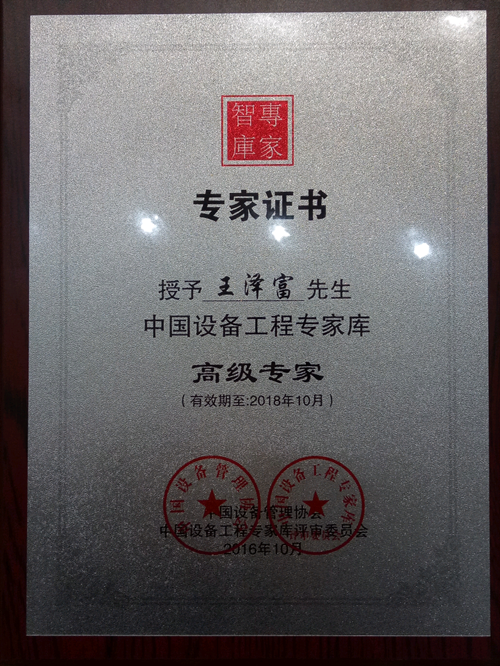 專家智庫
专家证书
授予 王泽富 先生
中国设备工程专家库
高级专家
（有效期至:2018年10月）
中国设备管理协会
中国设备工程专家库评审委员会
2016年10月